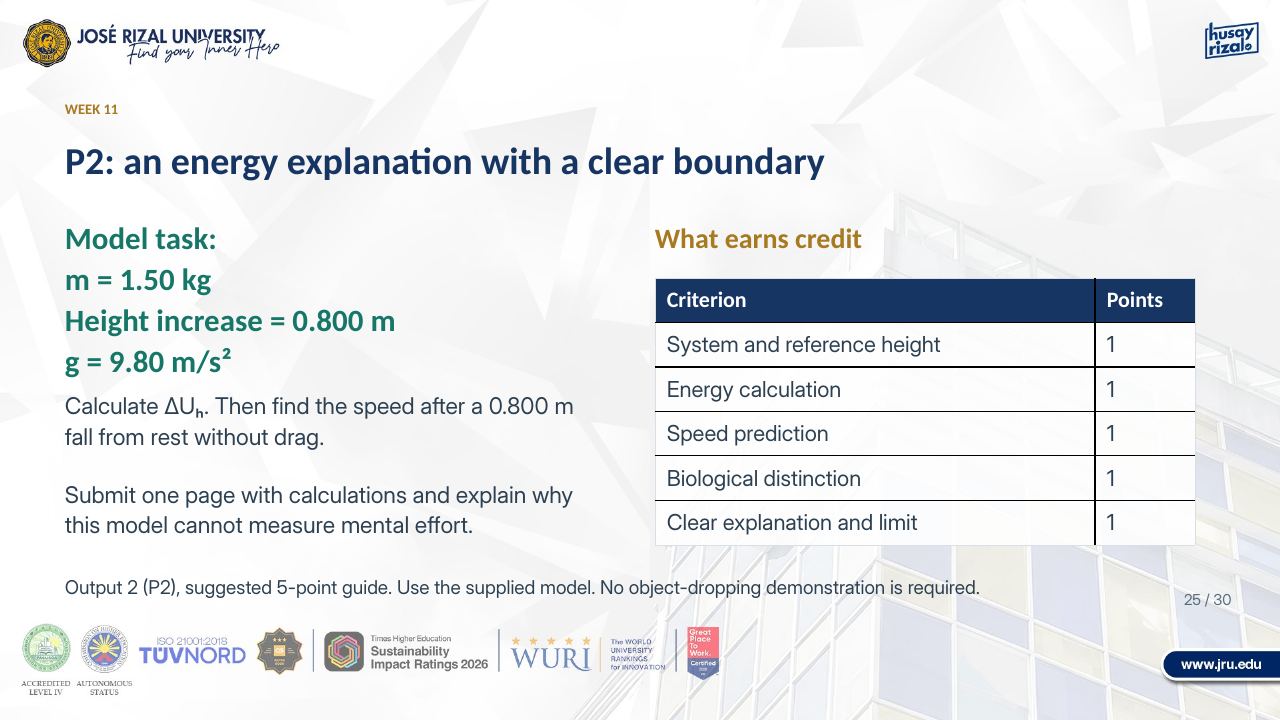 JOSÉ RIZAL UNIVERSITY
Find your Inner Hero
husay
rizal
WEEK 11
P2: an energy explanation with a clear boundary
Model task:
m = 1.50 kg
Height increase = 0.800 m
g = 9.80 m/s²
Calculate ΔUₕ. Then find the speed after a 0.800 m
fall from rest without drag.
Submit one page with calculations and explain why
this model cannot measure mental effort.
What earns credit
Criterion Points
System and reference height 1
Energy calculation 1
Speed prediction 1
Biological distinction 1
Clear explanation and limit 1
Output 2 (P2), suggested 5-point guide. Use the supplied model. No object-dropping demonstration is required.
25 / 30
ACCREDITED
LEVEL IV
AUTONOMOUS
STATUS
ISO 21001:2018
TÜVNORD
Times Higher Education
Sustainability
Impact Ratings 2026
WURI
The WORLD
UNIVERSITY
RANKINGS
for INNOVATION
Great
Place
To
Work.
Certified
www.jru.edu